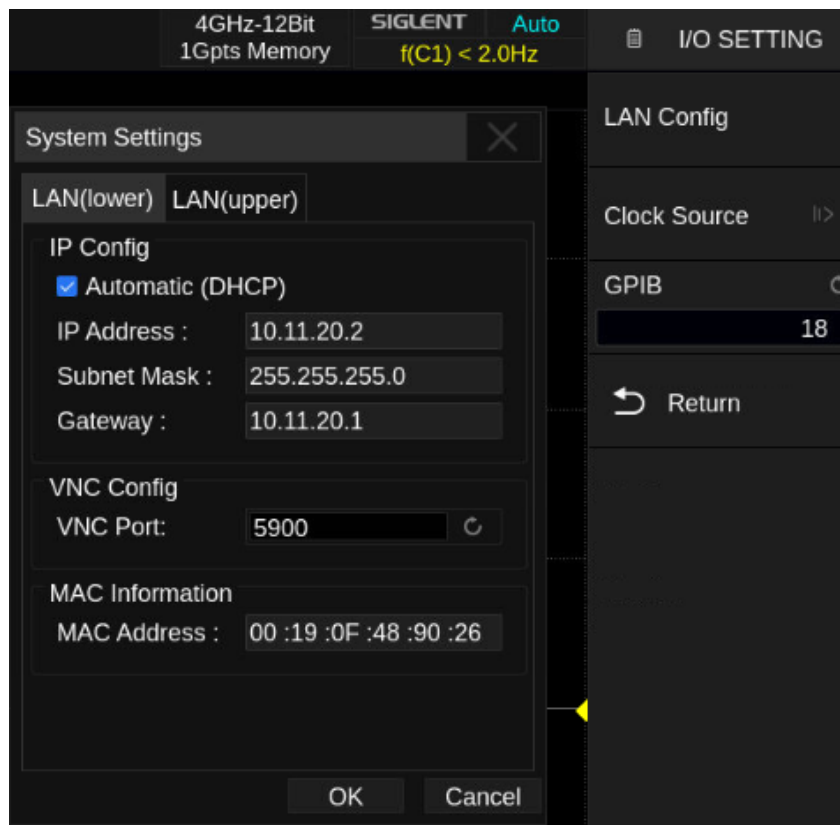 4GHz-12Bit
1Gpts Memory
SIGLENT Auto
f(C1) < 2.0Hz
I/O SETTING
System Settings
LAN(lower) LAN(upper)
IP Config
Automatic (DHCP)
IP Address : 10.11.20.2
Subnet Mask : 255.255.255.0
Gateway : 10.11.20.1
VNC Config
VNC Port: 5900
MAC Information
MAC Address : 00 :19 :0F :48 :90 :26
OK Cancel
LAN Config
Clock Source
GPIB
18
Return